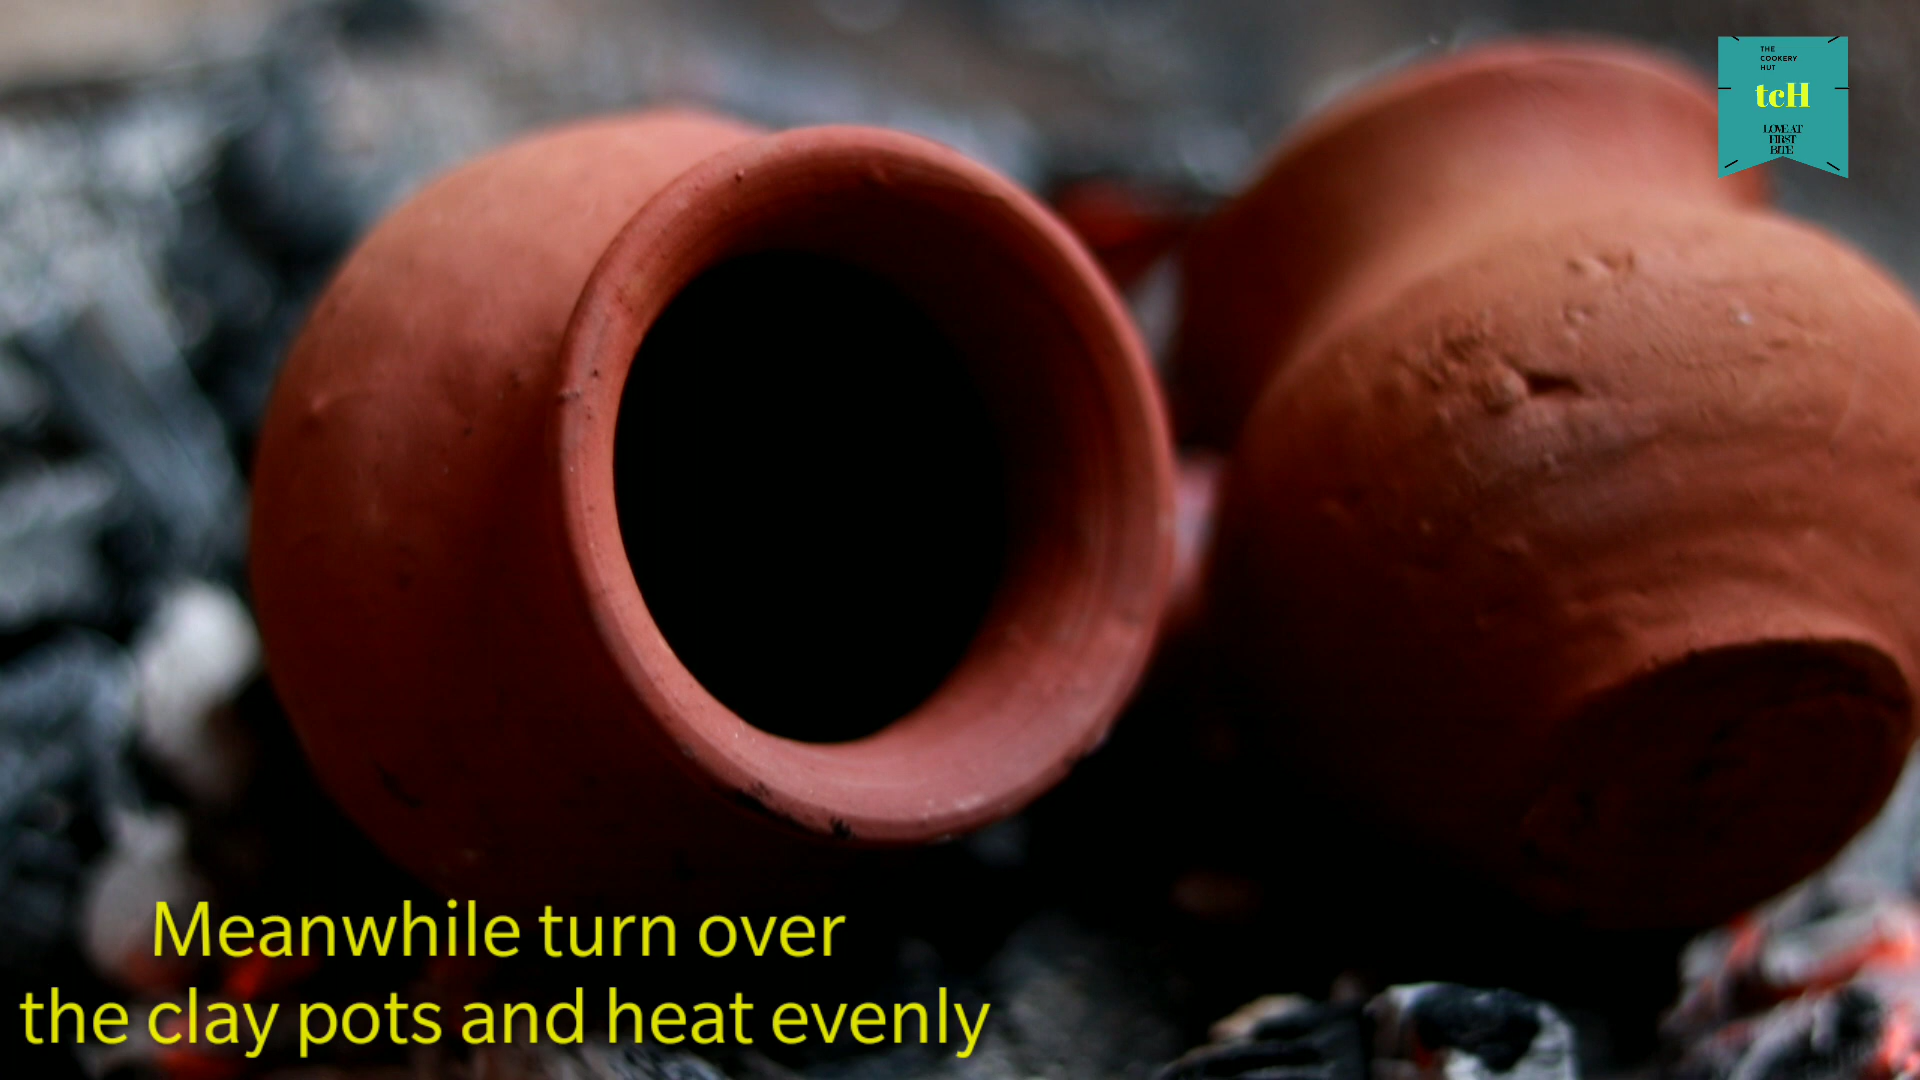 THE
COOKERY
HUT
tcH
LOVE AT
FIRST
BITE
Meanwhile turn over
the clay pots and heat evenly